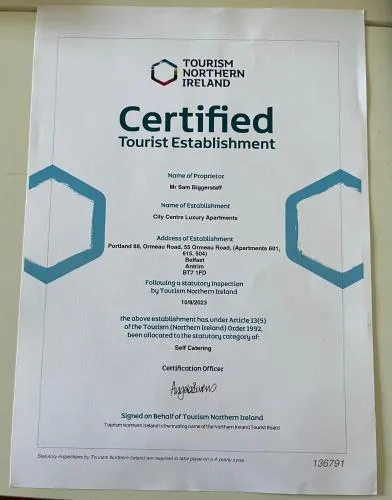 TOURISM
NORTHERN
IRELAND
Certified
Tourist Establishment
Name of Proprietor
Mr Sam Biggerstaff
Name of Establishment
City Centre Luxury Apartments
Address of Establishment
Portland 88, Ormeau Road, 55 Ormeau Road, (Apartments 601,
615, 504)
Belfast
Antrim
BT7 1FD
Following a statutory inspection
by Tourism Northern Ireland
10/8/2023
the above establishment has under Article 13(5)
of the Tourism (Northern Ireland) Order 1992,
been allocated to the statutory category of:
Self Catering
Certification Officer
Signed on Behalf of Tourism Northern Ireland
Tourism Northern Ireland is the trading name of the Northern Ireland Tourist Board
Statutory inspections by Tourism Northern Ireland are required to take place on a 4 yearly cycle
136791